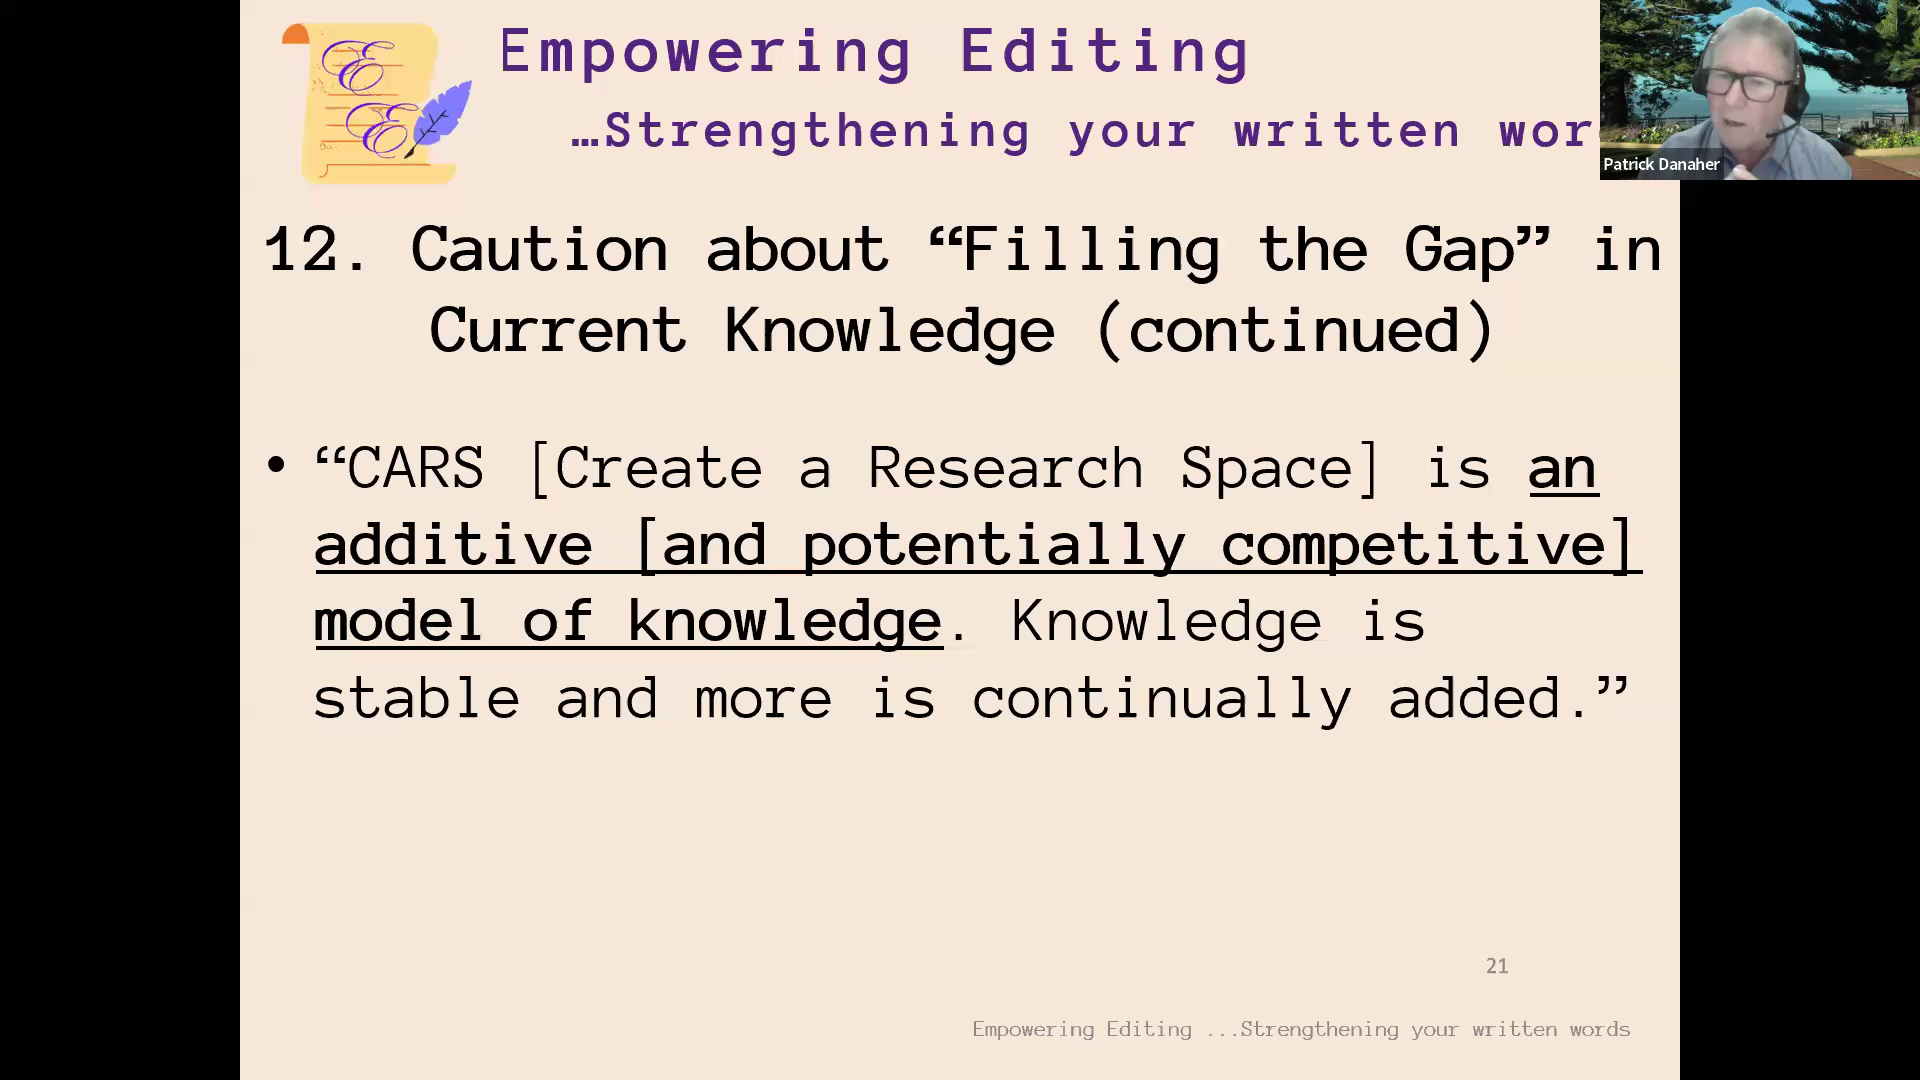 Empowering Editing
…Strengthening your written wor
Patrick Danaher
12. Caution about “Filling the Gap” in
Current Knowledge (continued)
• “CARS [Create a Research Space] is an
additive [and potentially competitive]
model of knowledge. Knowledge is
stable and more is continually added.”
21
Empowering Editing ...Strengthening your written words
E
E